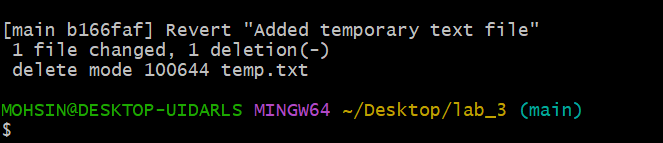 [main b166faf] Revert "Added temporary text file"
 1 file changed, 1 deletion(-)
 delete mode 100644 temp.txt
MOHSIN@DESKTOP-UIDARLS MINGW64 ~/Desktop/lab_3 (main)
$